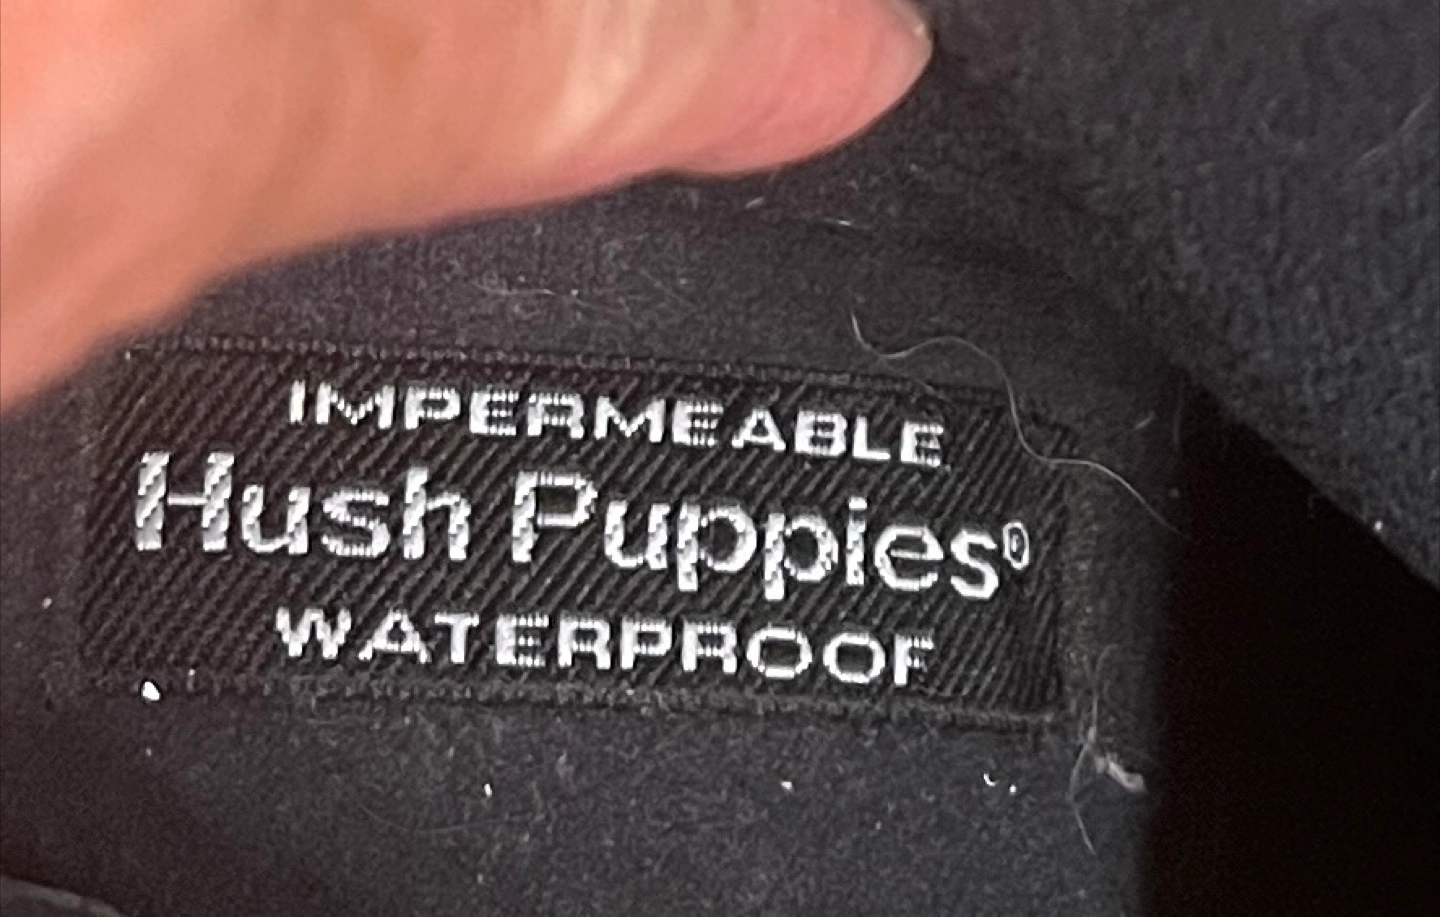 IMPERMEABLE
Hush Puppies®
WATERPROOF